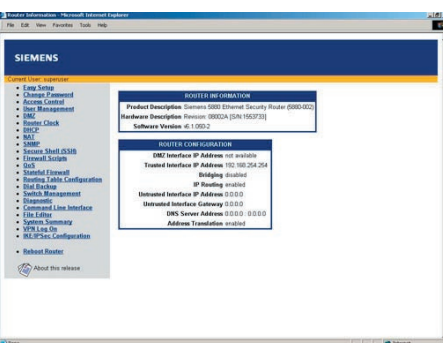 Router Information - Microsoft Internet Explorer
File Edit View Favorites Tools Help
SIEMENS
Current User: superuser
Easy Setup
Change Password
Access Control
User Management
DMZ
Router Clock
DHCP
NAT
SNMP
Secure Shell (SSH)
Firewall Scripts
QoS
Stateful Firewall
Routing Table Configuration
Dial Backup
Switch Management
Diagnostic
Command Line Interface
File Editor
System Summary
VPN Log On
IKE/IPSec Configuration
Reboot Router
About this release
ROUTER INFORMATION
Product Description Siemens 5880 Ethernet Security Router (5880-002)
Hardware Description Revision: 08002A [S/N 1553733]
Software Version v6.1.050-2
ROUTER CONFIGURATION
DMZ Interface IP Address not available
Trusted Interface IP Address 192.168.254.254
Bridging disabled
IP Routing enabled
Untrusted Interface IP Address 0.0.0.0
Untrusted Interface Gateway 0.0.0.0
DNS Server Address 0.0.0.0 : 0.0.0.0
Address Translation enabled
Internet